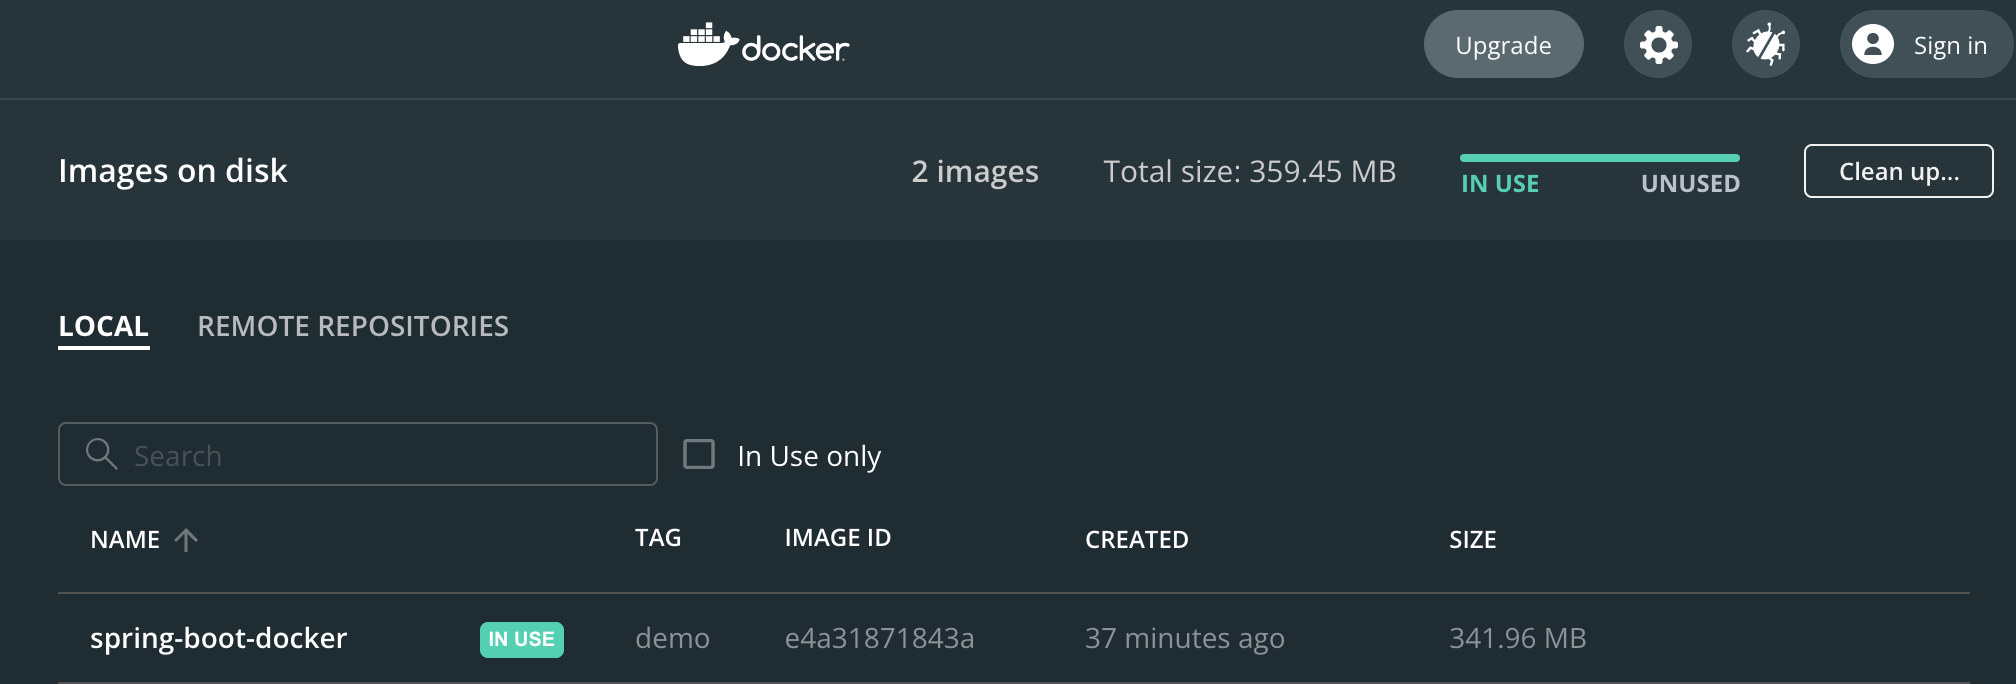 docker
Upgrade
Sign in
Images on disk
2 images
Total size: 359.45 MB
IN USE
UNUSED
Clean up...
LOCAL
REMOTE REPOSITORIES
Search
In Use only
NAME
TAG
IMAGE ID
CREATED
SIZE
spring-boot-docker
IN USE
demo
e4a31871843a
37 minutes ago
341.96 MB